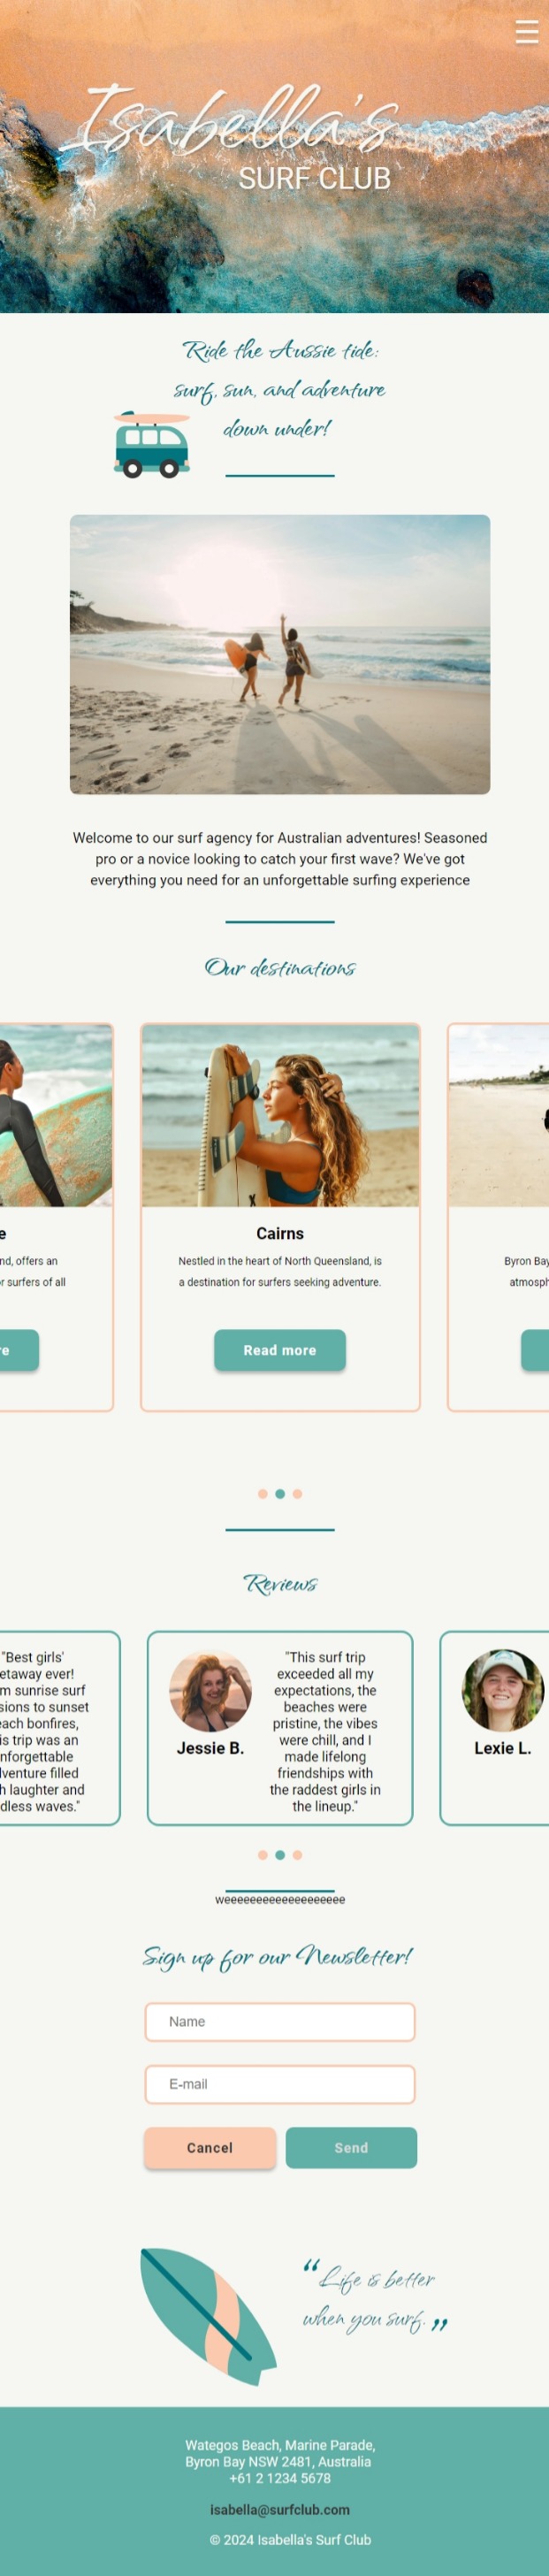 Isabella's
SURF CLUB
Ride the Aussie tide:
surf, sun, and adventure
down under!
Welcome to our surf agency for Australian adventures! Seasoned
pro or a novice looking to catch your first wave? We've got
everything you need for an unforgettable surfing experience
Our destinations
e
nd, offers an
r surfers of all
re
Cairns
Nestled in the heart of North Queensland, is
a destination for surfers seeking adventure.
Read more
Byron Bay
atmosph
Reviews
"Best girls'
etaway ever!
m sunrise surf
sions to sunset
each bonfires,
is trip was an
nforgettable
venture filled
h laughter and
dless waves."
Jessie B.
"This surf trip
exceeded all my
expectations, the
beaches were
pristine, the vibes
were chill, and I
made lifelong
friendships with
the raddest girls in
the lineup."
Lexie L.
weeeeeeeeeeeeeeeeeee
Sign up for our Newsletter!
Name
E-mail
Cancel
Send
“Life is better
when you surf.„
Wategos Beach, Marine Parade,
Byron Bay NSW 2481, Australia
+61 2 1234 5678
isabella@surfclub.com
© 2024 Isabella's Surf Club